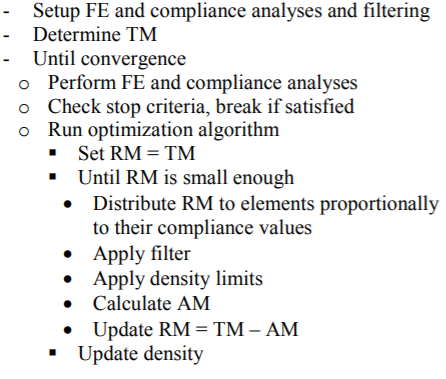 - Setup FE and compliance analyses and filtering
- Determine TM
- Until convergence
o Perform FE and compliance analyses
o Check stop criteria, break if satisfied
o Run optimization algorithm
▪ Set RM = TM
▪ Until RM is small enough
• Distribute RM to elements proportionally
to their compliance values
• Apply filter
• Apply density limits
• Calculate AM
• Update RM = TM – AM
▪ Update density